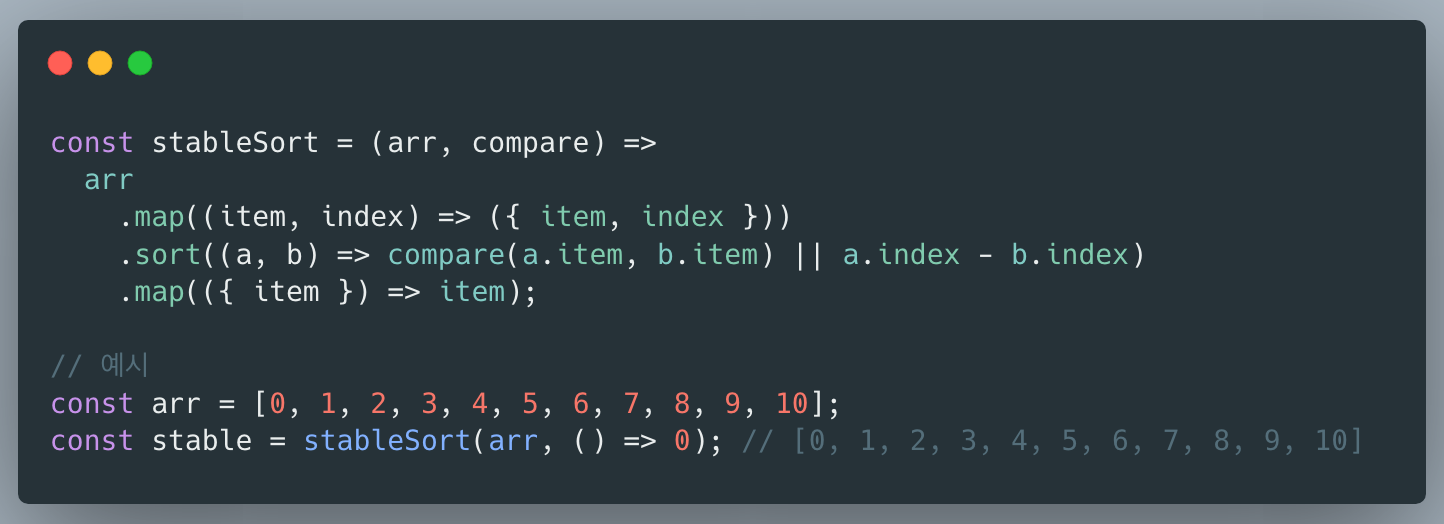 const stableSort = (arr, compare) =>
  arr
    .map((item, index) => ({ item, index }))
    .sort((a, b) => compare(a.item, b.item) || a.index - b.index)
    .map(({ item }) => item);

// 예시
const arr = [0, 1, 2, 3, 4, 5, 6, 7, 8, 9, 10];
const stable = stableSort(arr, () => 0); // [0, 1, 2, 3, 4, 5, 6, 7, 8, 9, 10]